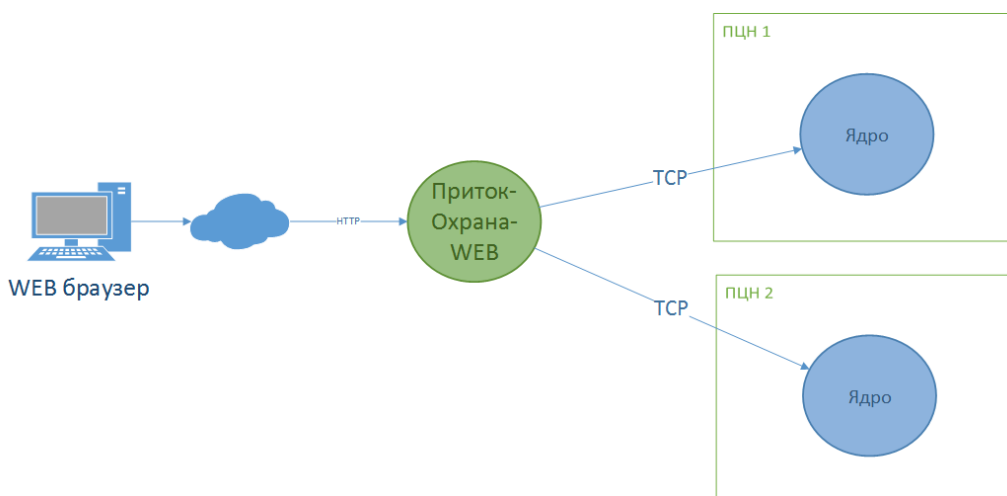 ПЦН 1
Ядро
TCP
Приток-
Охрана-
WEB
HTTP
WEB браузер
ПЦН 2
TCP
Ядро